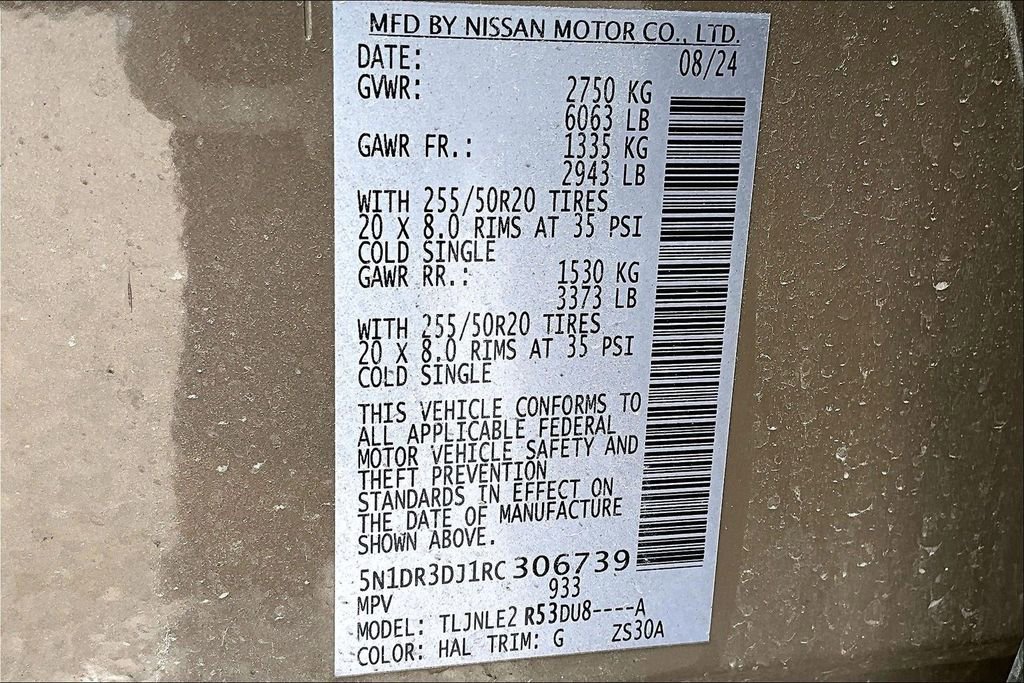 MFD BY NISSAN MOTOR CO., LTD.
DATE: 08/24
GVWR: 2750 KG
6063 LB
GAWR FR.: 1335 KG
2943 LB
WITH 255/50R20 TIRES
20 X 8.0 RIMS AT 35 PSI
COLD SINGLE
GAWR RR.: 1530 KG
3373 LB
WITH 255/50R20 TIRES
20 X 8.0 RIMS AT 35 PSI
COLD SINGLE
THIS VEHICLE CONFORMS TO
ALL APPLICABLE FEDERAL
MOTOR VEHICLE SAFETY AND
THEFT PREVENTION
STANDARDS IN EFFECT ON
THE DATE OF MANUFACTURE
SHOWN ABOVE.
5N1DR3DJ1RC 306739
MPV 933
MODEL: TLJNLE2 R53DU8----A
COLOR: HAL TRIM: G ZS30A